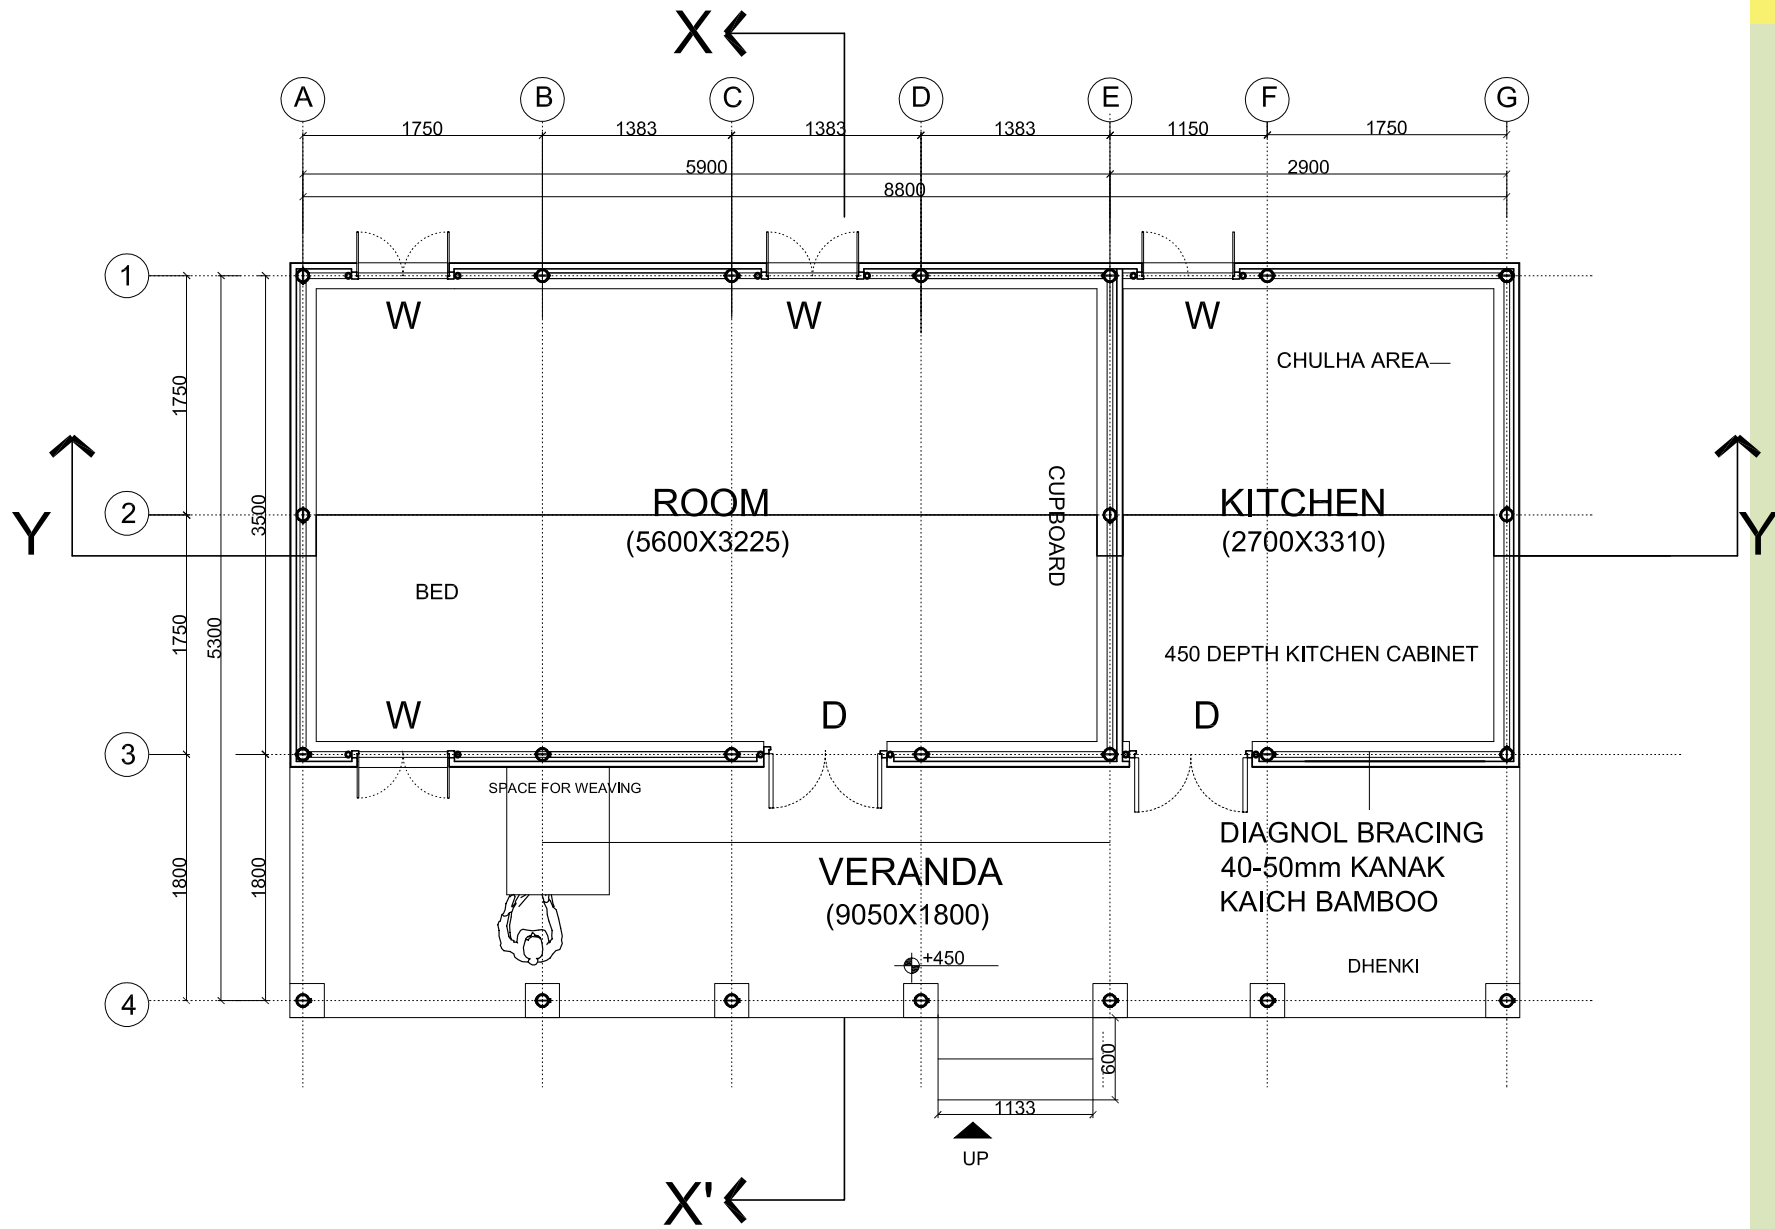 X
A B C D E F G
1750 1383 1383 1383 1150 1750
5900 2900
8800
1
W W W
CHULHA AREA
1750
3500
2
Y
ROOM
(5600X3225)
CUPBOARD
KITCHEN
(2700X3310)
Y
BED
1750
5300
450 DEPTH KITCHEN CABINET
W D D
3
SPACE FOR WEAVING
DIAGNOL BRACING
40-50mm KANAK
KAICH BAMBOO
VERANDA
(9050X1800)
1800 1800
+450
DHENKI
4
600
1133
UP
X'